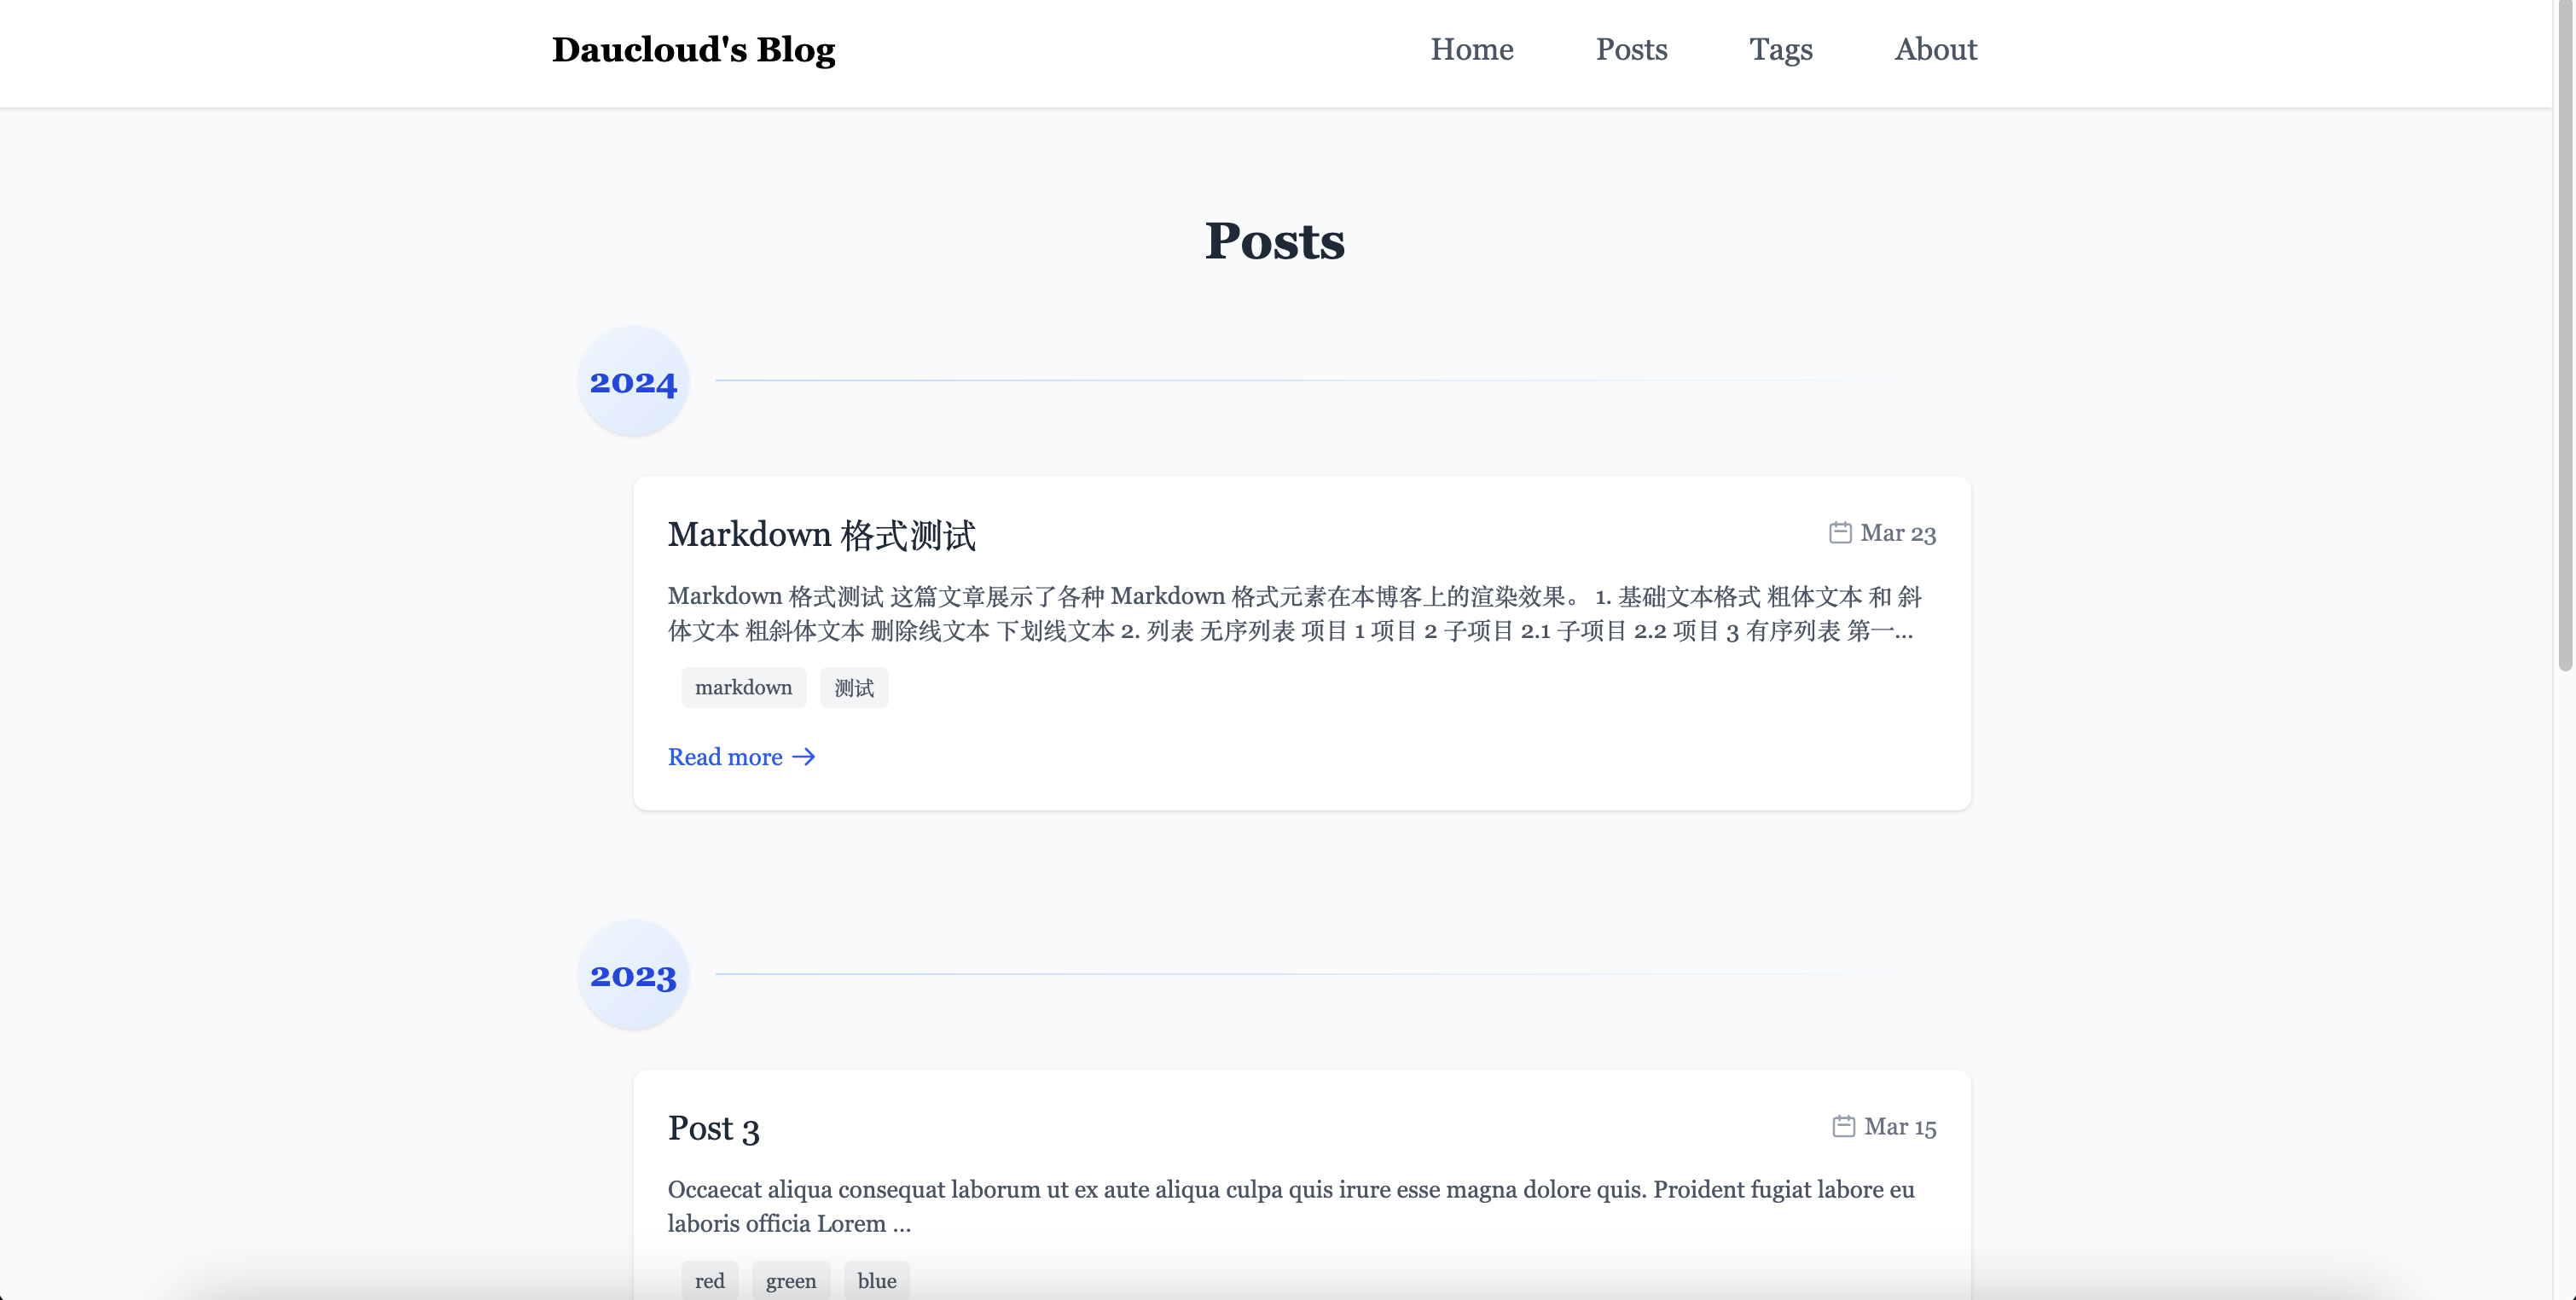 Daucloud's Blog
Home Posts Tags About
Posts
2024
Markdown 格式测试
Mar 23
Markdown 格式测试 这篇文章展示了各种 Markdown 格式元素在本博客上的渲染效果。 1. 基础文本格式 粗体文本 和 斜
体文本 粗斜体文本 删除线文本 下划线文本 2. 列表 无序列表 项目 1 项目 2 子项目 2.1 子项目 2.2 项目 3 有序列表 第一...
markdown 测试
Read more →
2023
Post 3
Mar 15
Occaecat aliqua consequat laborum ut ex aute aliqua culpa quis irure esse magna dolore quis. Proident fugiat labore eu
laboris officia Lorem ...
red green blue